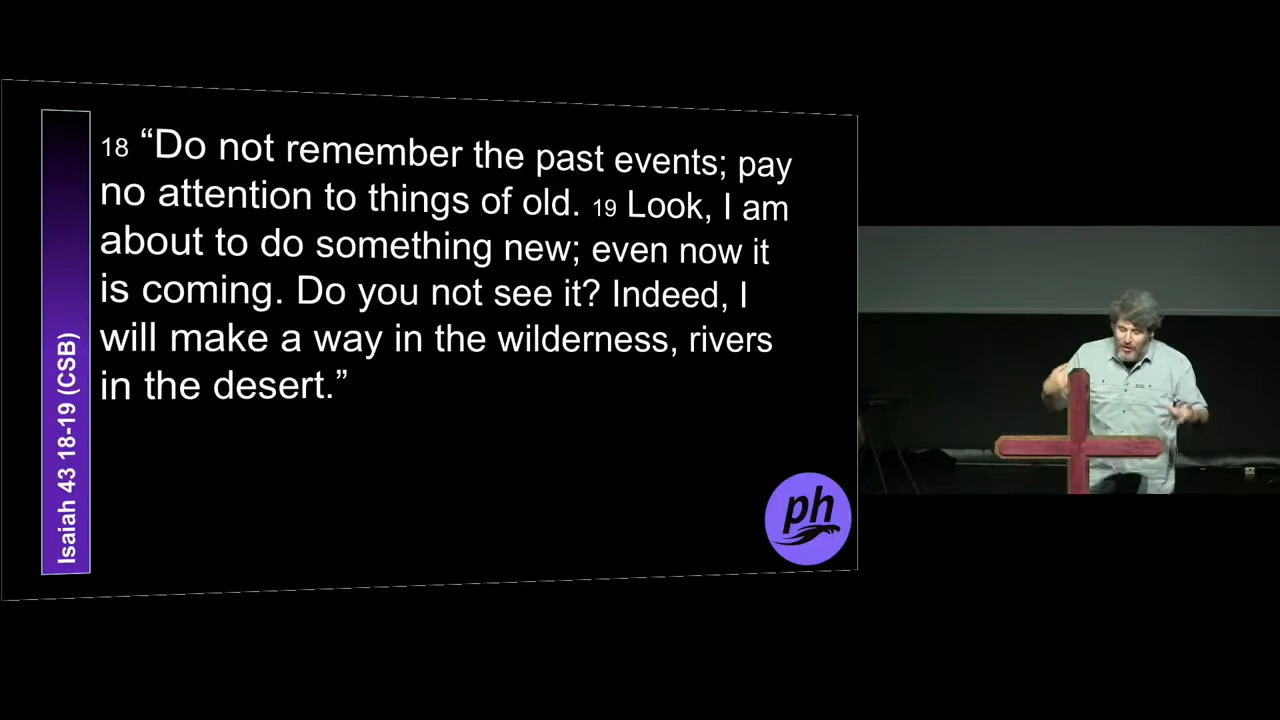 18 “Do not remember the past events; pay
no attention to things of old. 19 Look, I am
about to do something new; even now it
is coming. Do you not see it? Indeed, I
will make a way in the wilderness, rivers
in the desert.”
Isaiah 43 18-19 (CSB)
ph